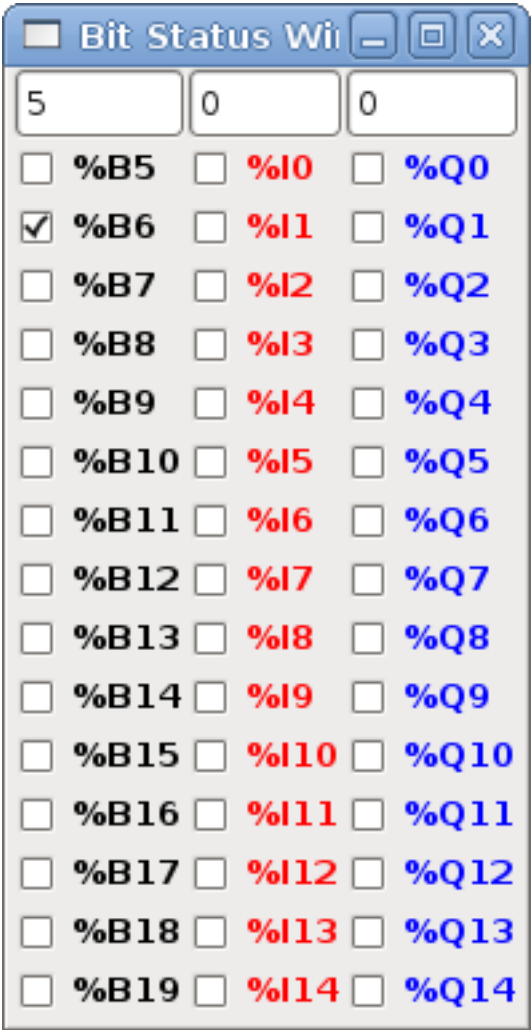 Bit Status Wi
5 0 0
%B5 %I0 %Q0
%B6 %I1 %Q1
%B7 %I2 %Q2
%B8 %I3 %Q3
%B9 %I4 %Q4
%B10 %I5 %Q5
%B11 %I6 %Q6
%B12 %I7 %Q7
%B13 %I8 %Q8
%B14 %I9 %Q9
%B15 %I10 %Q10
%B16 %I11 %Q11
%B17 %I12 %Q12
%B18 %I13 %Q13
%B19 %I14 %Q14